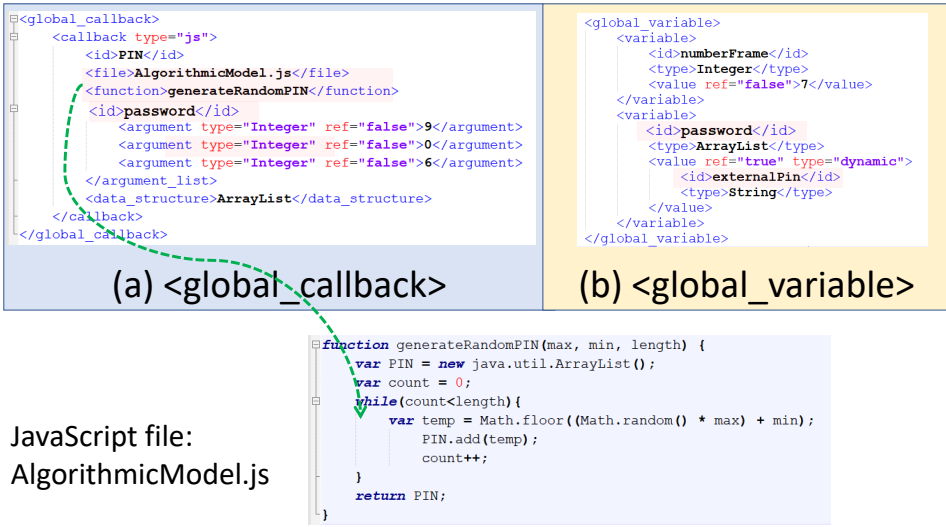 <global_callback>
<callback type="js">
<id>PIN</id>
<file>AlgorithmicModel.js</file>
<function>generateRandomPIN</function>
<id>password</id>
<argument type="Integer" ref="false">9</argument>
<argument type="Integer" ref="false">0</argument>
<argument type="Integer" ref="false">6</argument>
</argument_list>
<data_structure>ArrayList</data_structure>
</callback>
</global_callback>
(a) <global_callback>
<global_variable>
<variable>
<id>numberFrame</id>
<type>Integer</type>
<value ref="false">7</value>
</variable>
<variable>
<id>password</id>
<type>ArrayList</type>
<value ref="true" type="dynamic">
<id>externalPin</id>
<type>String</type>
</value>
</variable>
</global_variable>
(b) <global_variable>
function generateRandomPIN(max, min, length) {
var PIN = new java.util.ArrayList();
var count = 0;
while(count<length){
var temp = Math.floor((Math.random() * max) + min);
PIN.add(temp);
count++;
}
return PIN;
}
JavaScript file:
AlgorithmicModel.js